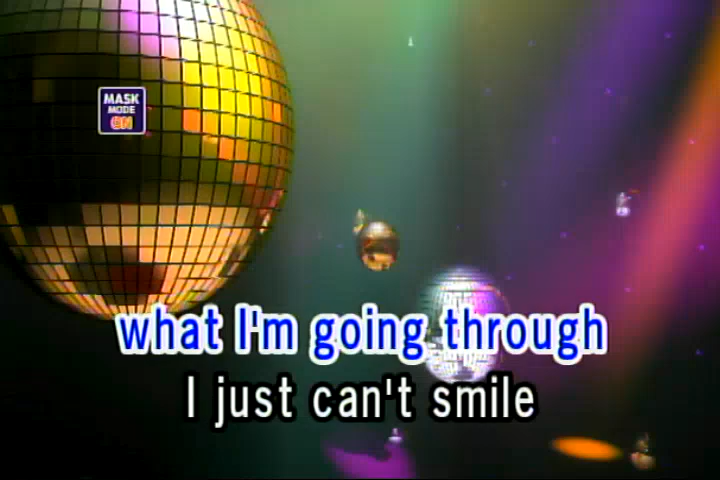 MASK
MODE
ON
what I'm going through
I just can't smile